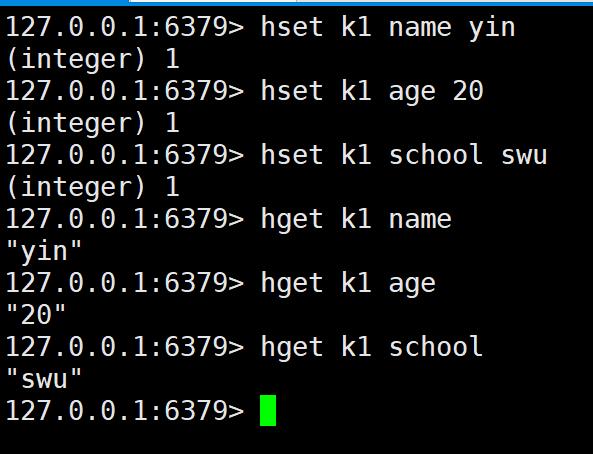 127.0.0.1:6379> hset k1 name yin
(integer) 1
127.0.0.1:6379> hset k1 age 20
(integer) 1
127.0.0.1:6379> hset k1 school swu
(integer) 1
127.0.0.1:6379> hget k1 name
"yin"
127.0.0.1:6379> hget k1 age
"20"
127.0.0.1:6379> hget k1 school
"swu"
127.0.0.1:6379>